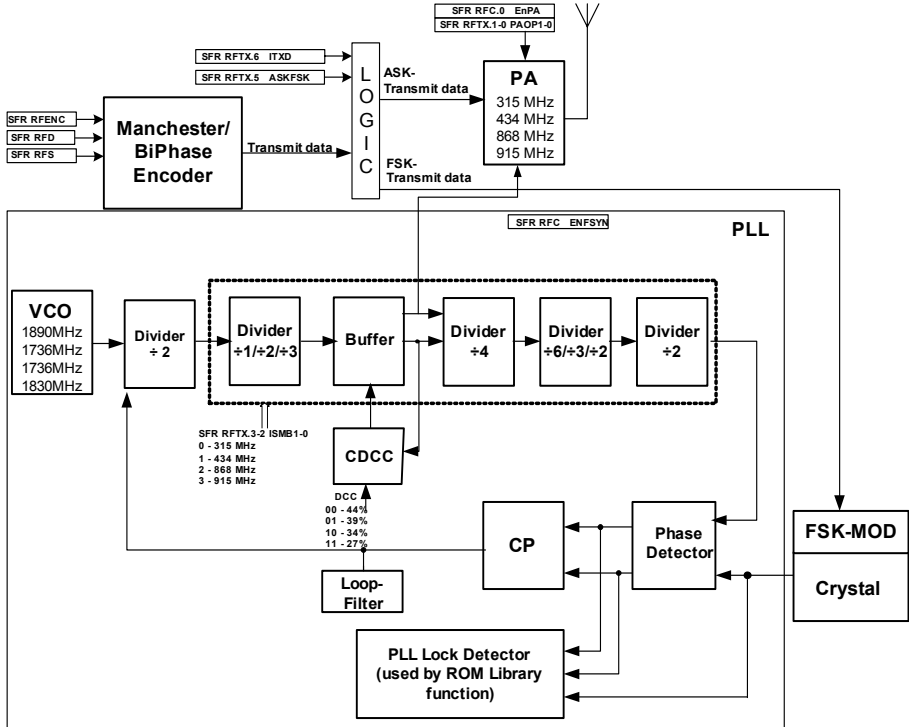 SFR RFC.0 EnPA
SFR RFTX.1-0 PAOP1-0
SFR RFTX.6 ITXD
SFR RFTX.5 ASKFSK
LOGIC
ASK-
Transmit data
PA
315 MHz
434 MHz
868 MHz
915 MHz
SFR RFENC
SFR RFD
SFR RFS
Manchester/
BiPhase
Encoder
Transmit data
FSK-
Transmit data
SFR RFC ENFSYN
PLL
VCO
1890MHz
1736MHz
1736MHz
1830MHz
Divider
÷ 2
Divider
÷1/÷2/÷3
Buffer
Divider
÷4
Divider
÷6/÷3/÷2
Divider
÷2
SFR RFTX.3-2 ISMB1-0
0 - 315 MHz
1 - 434 MHz
2 - 868 MHz
3 - 915 MHz
CDCC
DCC
00 - 44%
01 - 39%
10 - 34%
11 - 27%
CP
Phase
Detector
FSK-MOD
Crystal
Loop-
Filter
PLL Lock Detector
(used by ROM Library
function)